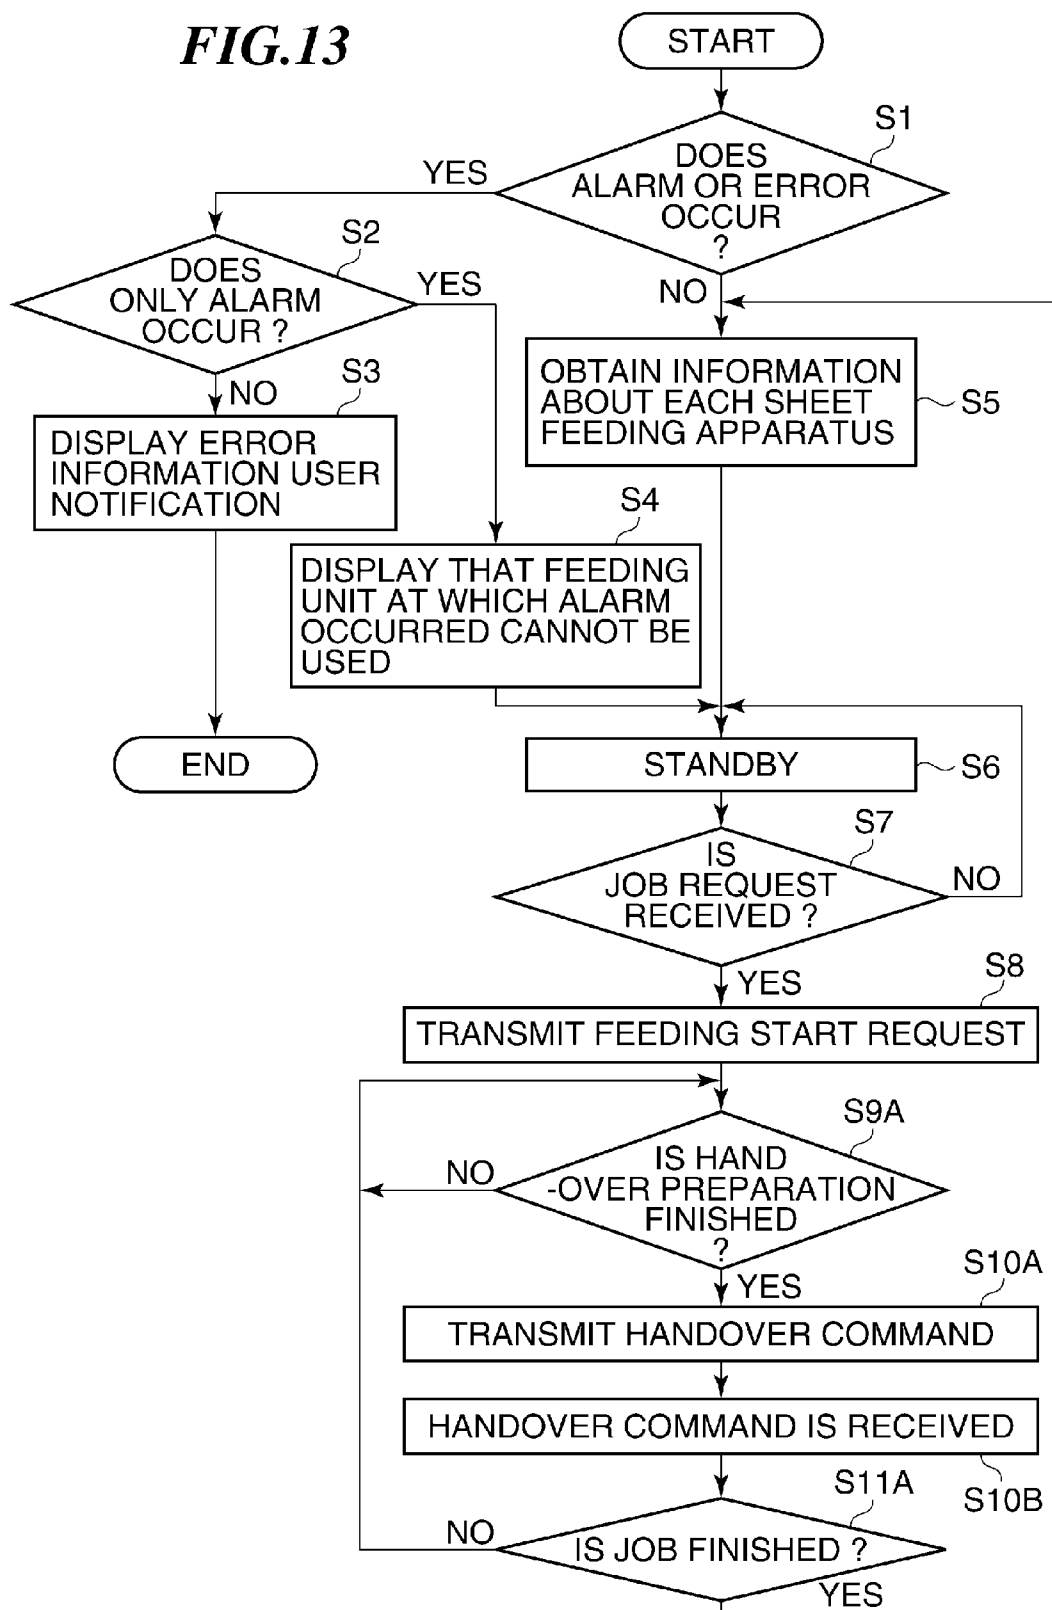 FIG.13
START
S1
DOES
ALARM OR ERROR
OCCUR
?
YES
NO
S2
DOES
ONLY ALARM
OCCUR ?
YES
NO
S3
DISPLAY ERROR
INFORMATION USER
NOTIFICATION
S5
OBTAIN INFORMATION
ABOUT EACH SHEET
FEEDING APPARATUS
S4
DISPLAY THAT FEEDING
UNIT AT WHICH ALARM
OCCURRED CANNOT BE
USED
END
STANDBY
S6
S7
IS
JOB REQUEST
RECEIVED ?
NO
YES
S8
TRANSMIT FEEDING START REQUEST
S9A
IS HAND
-OVER PREPARATION
FINISHED
?
NO
YES
S10A
TRANSMIT HANDOVER COMMAND
HANDOVER COMMAND IS RECEIVED
S10B
S11A
IS JOB FINISHED ?
NO
YES